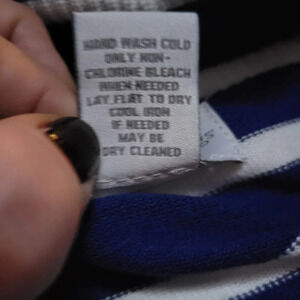 HAND WASH COLD
ONLY NON-
CHLORINE BLEACH
WHEN NEEDED
LAY FLAT TO DRY
COOL IRON
IF NEEDED
MAY BE
DRY CLEANED
S